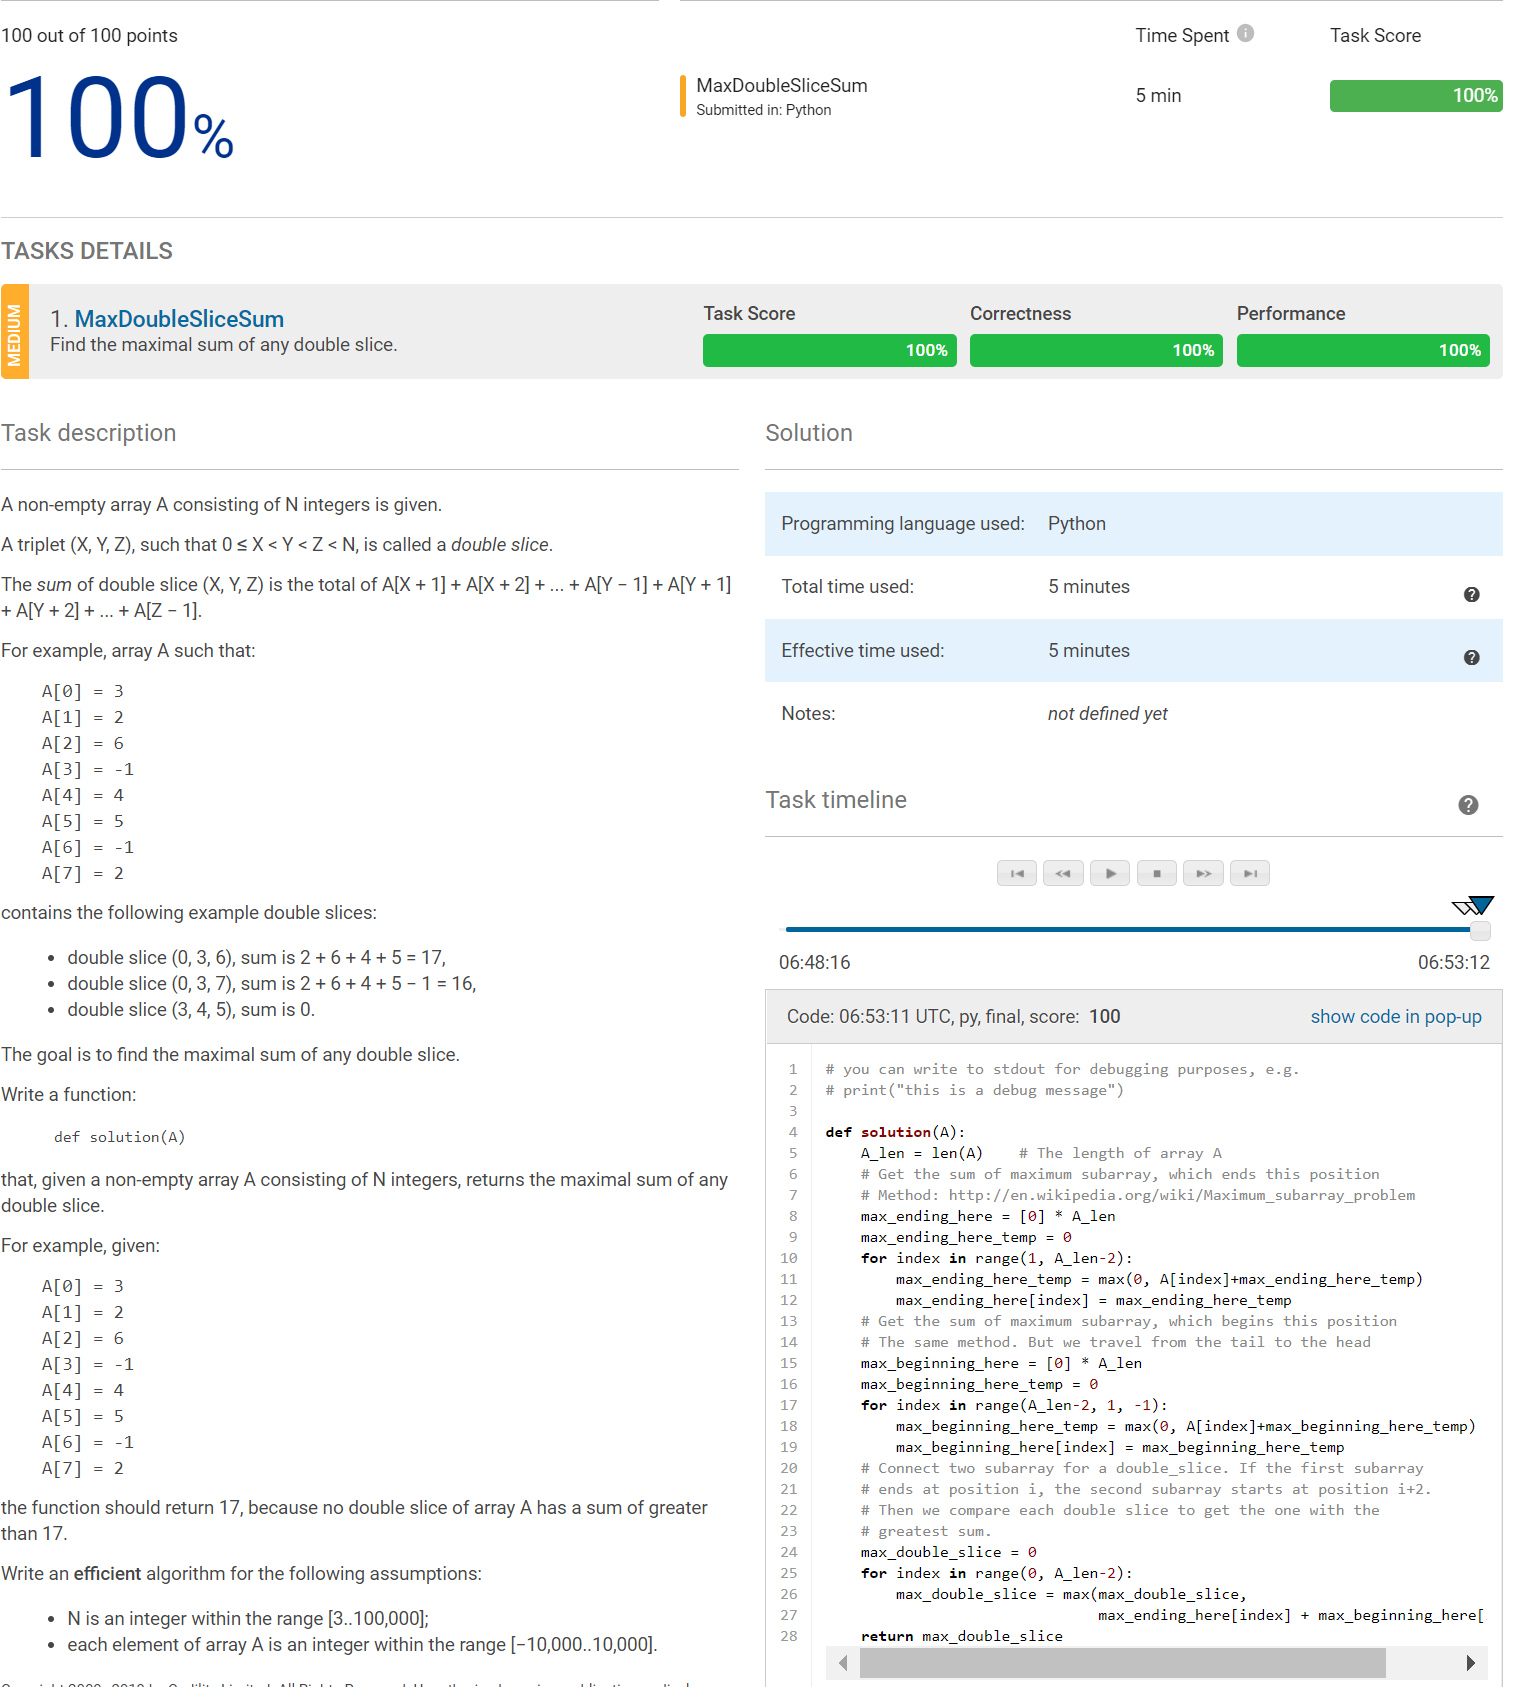 100 out of 100 points
100%
Time Spent
Task Score
MaxDoubleSliceSum
Submitted in: Python
5 min
100%
TASKS DETAILS
MEDIUM
1. MaxDoubleSliceSum
Find the maximal sum of any double slice.
Task Score
Correctness
Performance
100%
100%
100%
Task description
A non-empty array A consisting of N integers is given.
A triplet (X, Y, Z), such that 0 ≤ X < Y < Z < N, is called a double slice.
The sum of double slice (X, Y, Z) is the total of A[X + 1] + A[X + 2] + ... + A[Y − 1] + A[Y + 1]
+ A[Y + 2] + ... + A[Z − 1].
For example, array A such that:
A[0] = 3
A[1] = 2
A[2] = 6
A[3] = -1
A[4] = 4
A[5] = 5
A[6] = -1
A[7] = 2
contains the following example double slices:
• double slice (0, 3, 6), sum is 2 + 6 + 4 + 5 = 17,
• double slice (0, 3, 7), sum is 2 + 6 + 4 + 5 − 1 = 16,
• double slice (3, 4, 5), sum is 0.
The goal is to find the maximal sum of any double slice.
Write a function:
def solution(A)
that, given a non-empty array A consisting of N integers, returns the maximal sum of any
double slice.
For example, given:
A[0] = 3
A[1] = 2
A[2] = 6
A[3] = -1
A[4] = 4
A[5] = 5
A[6] = -1
A[7] = 2
the function should return 17, because no double slice of array A has a sum of greater
than 17.
Write an efficient algorithm for the following assumptions:
• N is an integer within the range [3..100,000];
• each element of array A is an integer within the range [−10,000..10,000].
Solution
Programming language used: Python
Total time used: 5 minutes
Effective time used: 5 minutes
Notes: not defined yet
Task timeline
06:48:16
06:53:12
Code: 06:53:11 UTC, py, final, score: 100
show code in pop-up
1 # you can write to stdout for debugging purposes, e.g.
2 # print("this is a debug message")
3
4 def solution(A):
5 A_len = len(A) # The length of array A
6 # Get the sum of maximum subarray, which ends this position
7 # Method: http://en.wikipedia.org/wiki/Maximum_subarray_problem
8 max_ending_here = [0] * A_len
9 max_ending_here_temp = 0
10 for index in range(1, A_len-2):
11 max_ending_here_temp = max(0, A[index]+max_ending_here_temp)
12 max_ending_here[index] = max_ending_here_temp
13 # Get the sum of maximum subarray, which begins this position
14 # The same method. But we travel from the tail to the head
15 max_beginning_here = [0] * A_len
16 max_beginning_here_temp = 0
17 for index in range(A_len-2, 1, -1):
18 max_beginning_here_temp = max(0, A[index]+max_beginning_here_temp)
19 max_beginning_here[index] = max_beginning_here_temp
20 # Connect two subarray for a double_slice. If the first subarray
21 # ends at position i, the second subarray starts at position i+2.
22 # Then we compare each double slice to get the one with the
23 # greatest sum.
24 max_double_slice = 0
25 for index in range(0, A_len-2):
26 max_double_slice = max(max_double_slice,
27 max_ending_here[index] + max_beginning_here[
28 return max_double_slice